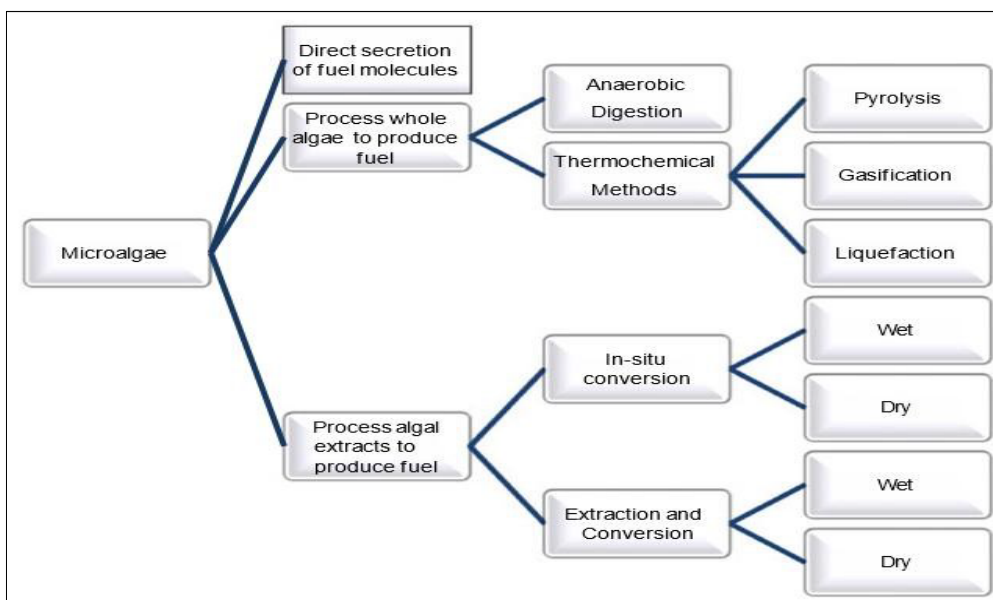 Direct secretion
of fuel molecules
Process whole
algae to produce
fuel
Anaerobic
Digestion
Thermochemical
Methods
Pyrolysis
Gasification
Liquefaction
Microalgae
Process algal
extracts to
produce fuel
In-situ
conversion
Wet
Dry
Extraction and
Conversion
Wet
Dry